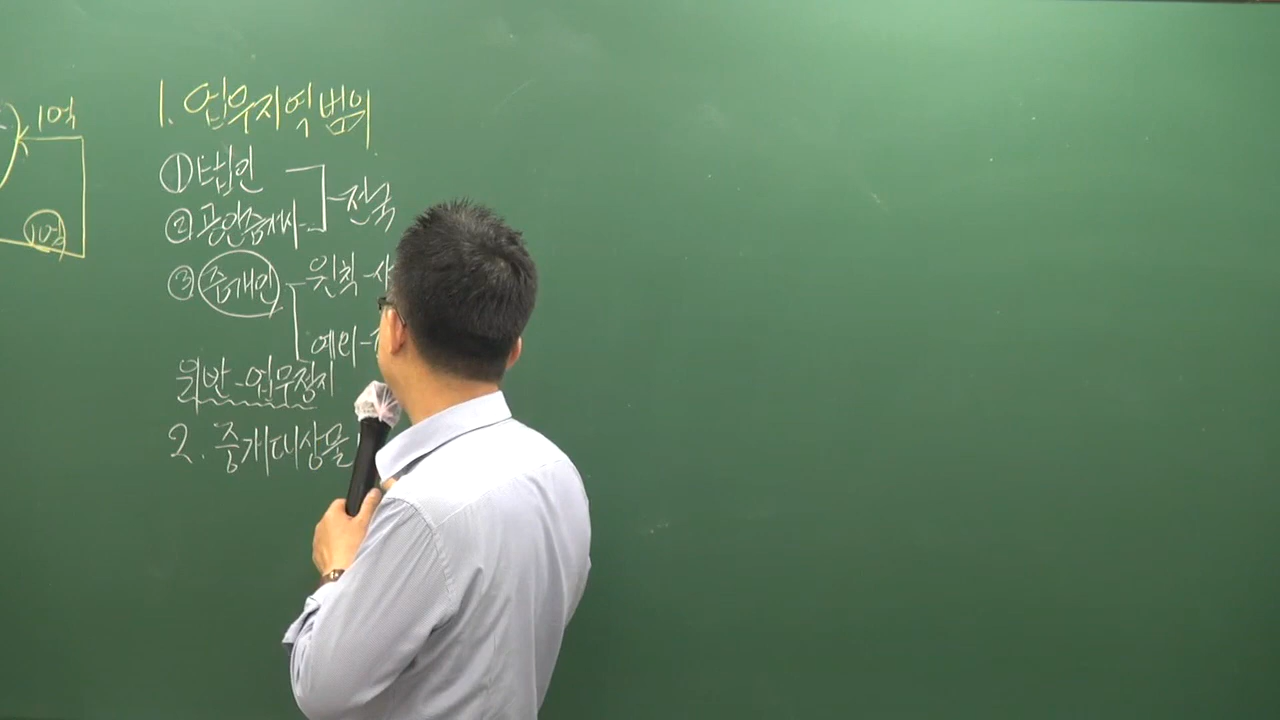 1억
1억
1. 업무지역범위
① 법인
② 공인중개사 - 전국
③ 중개인 - 원칙 -
예외 -
위반 - 업무정지
2. 중개대상물